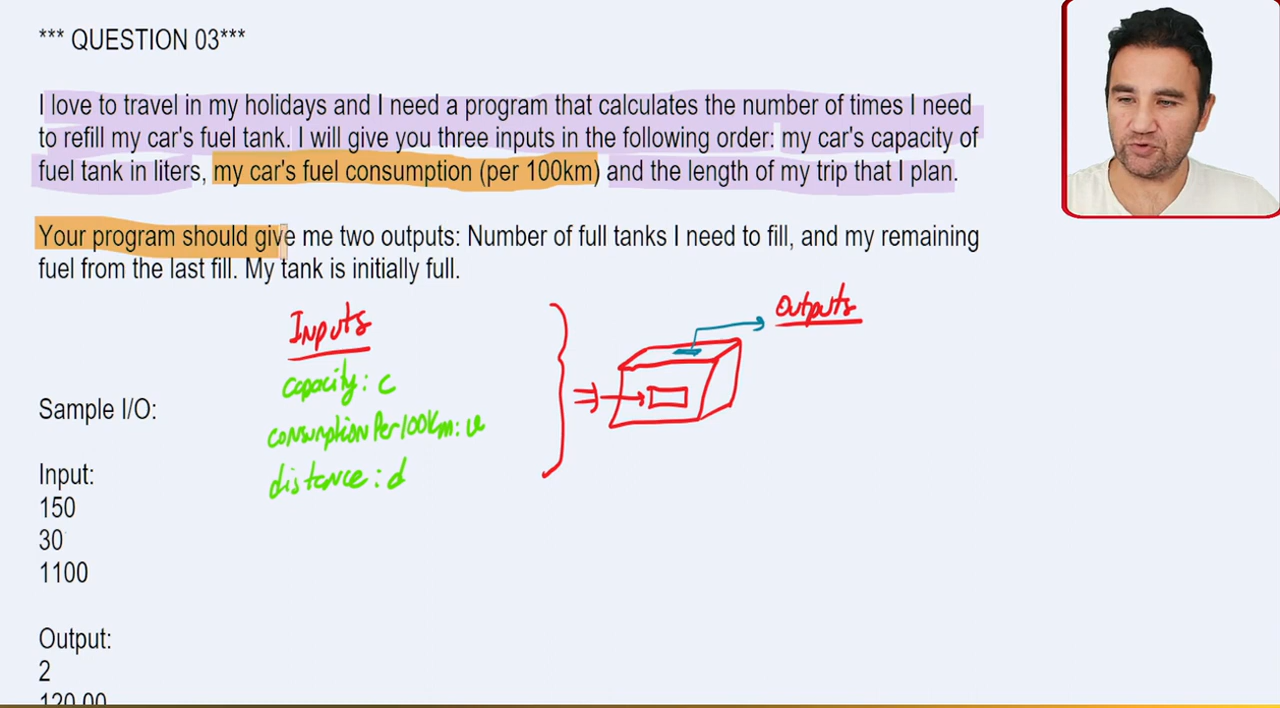 *** QUESTION 03***
I love to travel in my holidays and I need a program that calculates the number of times I need
to refill my car's fuel tank. I will give you three inputs in the following order: my car's capacity of
fuel tank in liters, my car's fuel consumption (per 100km) and the length of my trip that I plan.
Your program should give me two outputs: Number of full tanks I need to fill, and my remaining
fuel from the last fill. My tank is initially full.
Inputs
Outputs
capacity: c
consumptionPer100Km: u
distance: d
Sample I/O:
Input:
150
30
1100
Output:
2
120.00